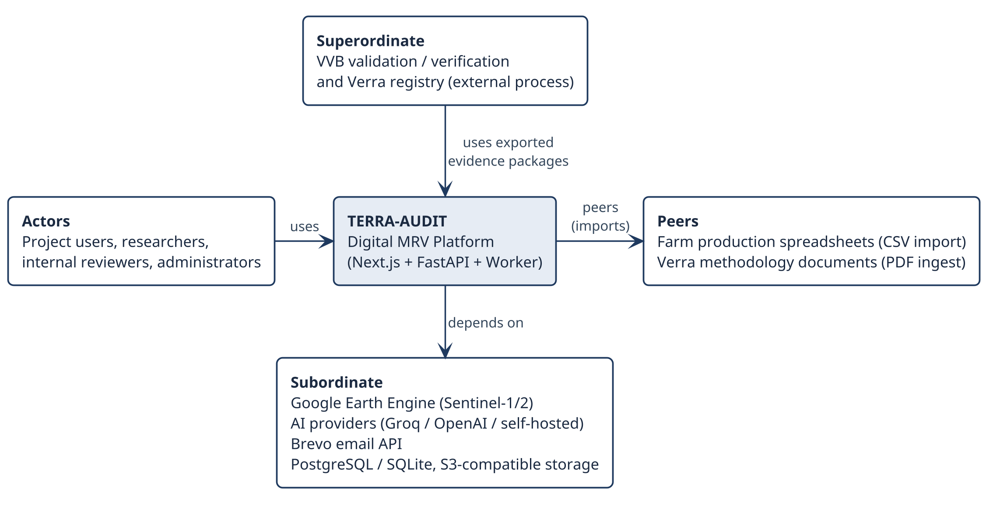 Superordinate
VVB validation / verification
and Verra registry (external process)
uses exported
evidence packages
Actors
Project users, researchers,
internal reviewers, administrators
uses
TERRA-AUDIT
Digital MRV Platform
(Next.js + FastAPI + Worker)
peers
(imports)
Peers
Farm production spreadsheets (CSV import)
Verra methodology documents (PDF ingest)
depends on
Subordinate
Google Earth Engine (Sentinel-1/2)
AI providers (Groq / OpenAI / self-hosted)
Brevo email API
PostgreSQL / SQLite, S3-compatible storage